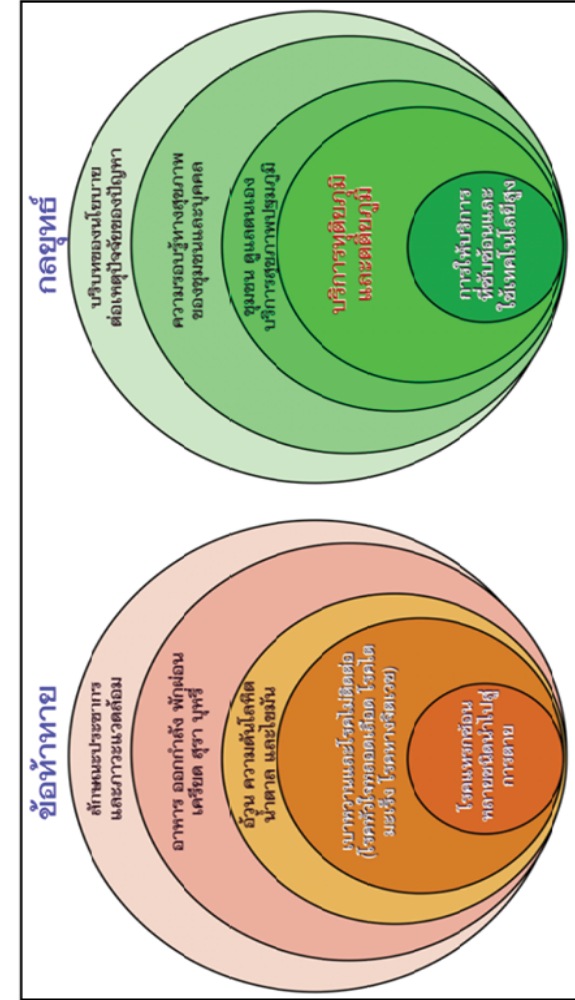 ข้อท้าทาย
ลักษณะประชากร
และภาวะแวดล้อม
อาหาร ออกกำลัง พักผ่อน
เครียด สุรา บุหรี่
อ้วน ความดันโลหิต
น้ำตาล และไขมัน
เบาหวานและโรคไม่ติดต่อ
(โรคหัวใจ หลอดเลือด โรคไต
มะเร็ง โรคทางจิตเวช)
โรคแทรกซ้อน
หลายชนิดนำไปสู่
การตาย
กลยุทธ์
บริบทของนโยบาย
ต่อเหตุปัจจัยของปัญหา
ความรอบรู้ทางสุขภาพ
ของชุมชนและบุคคล
ชุมชน ดูแลตนเอง
บริการสุขภาพปฐมภูมิ
บริการทุติยภูมิ
และตติยภูมิ
การให้บริการ
ที่ซับซ้อนและ
ใช้เทคโนโลยีสูง